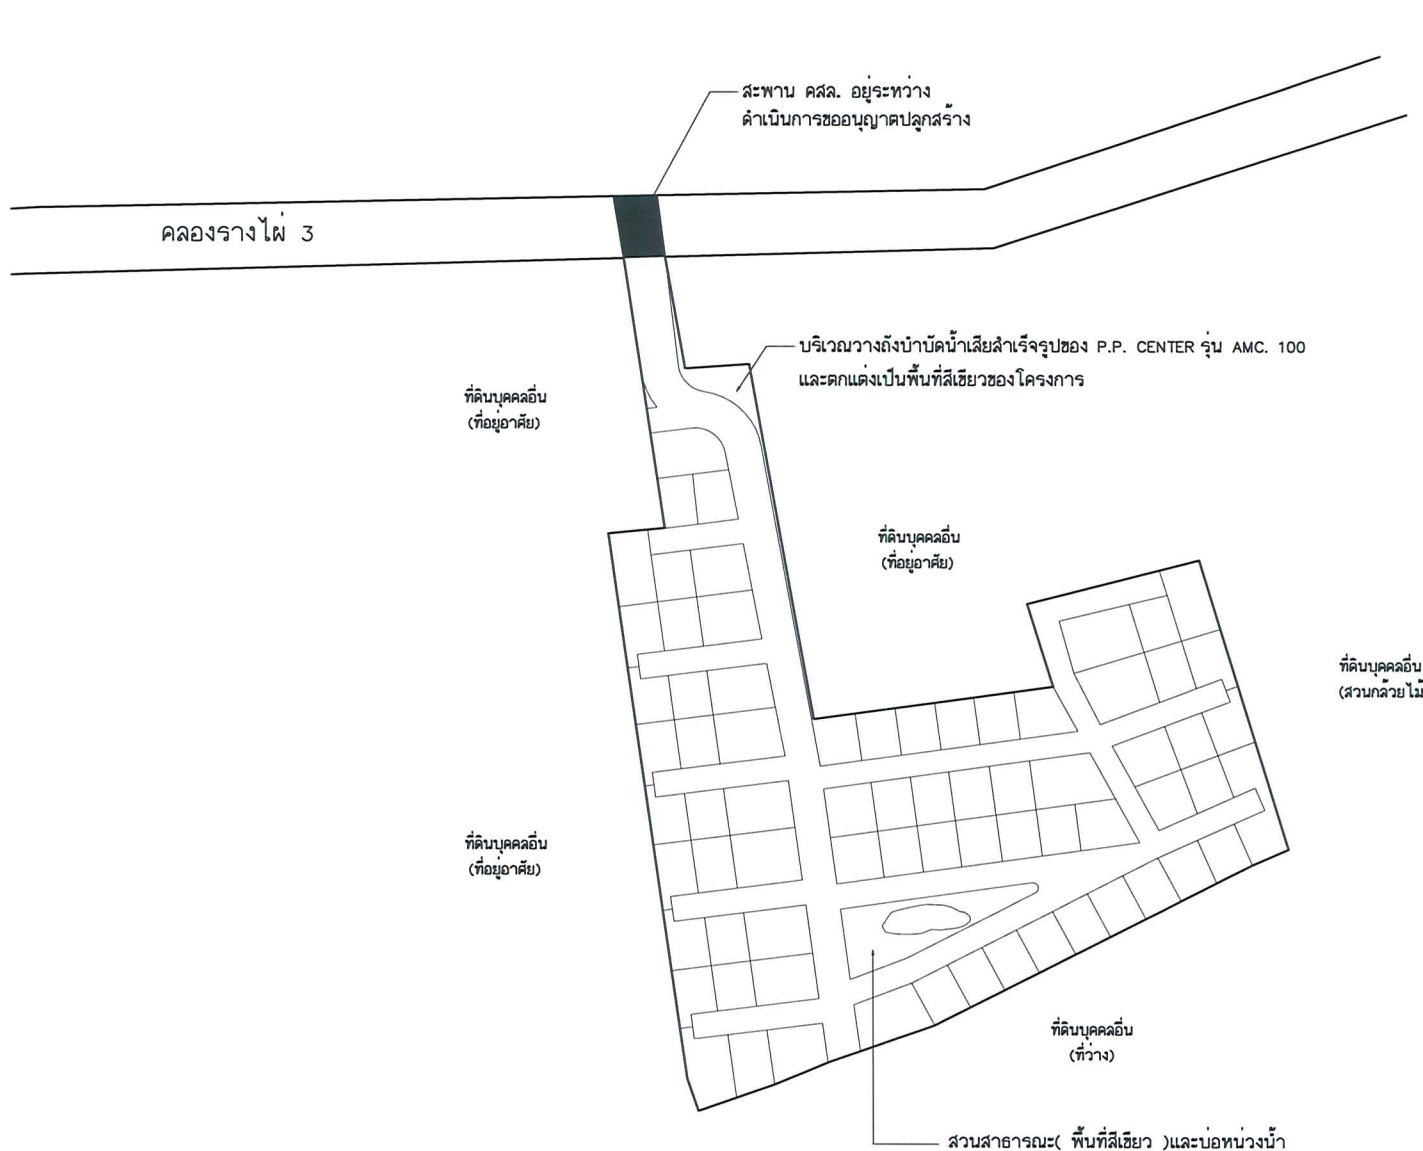 สะพาน คสล. อยู่ระหว่าง
ดำเนินการขออนุญาตปลูกสร้าง
คลองรางไผ่ 3
บริเวณวางถังบำบัดน้ำเสียสำเร็จรูปของ P.P. CENTER รุ่น AMC. 100
และตกแต่งเป็นพื้นที่สีเขียวของโครงการ
ที่ดินบุคคลอื่น
(ที่อยู่อาศัย)
ที่ดินบุคคลอื่น
(ที่อยู่อาศัย)
ที่ดินบุคคลอื่น
(สวนกล้วยไม้
ที่ดินบุคคลอื่น
(ที่อยู่อาศัย)
ที่ดินบุคคลอื่น
(ที่ว่าง)
สวนสาธารณะ( พื้นที่สีเขียว )และบ่อหน่วงน้ำ